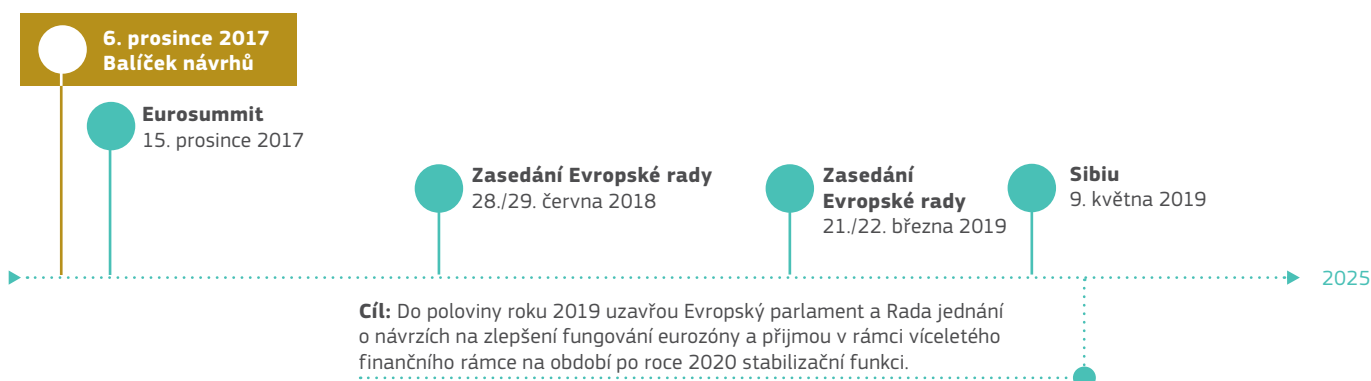 6. prosince 2017
Balíček návrhů
Eurosummit
15. prosince 2017
Zasedání Evropské rady
28./29. června 2018
Zasedání
Evropské rady
21./22. března 2019
Sibiu
9. května 2019
2025
Cíl: Do poloviny roku 2019 uzavřou Evropský parlament a Rada jednání
o návrzích na zlepšení fungování eurozóny a přijmou v rámci víceletého
finančního rámce na období po roce 2020 stabilizační funkci.